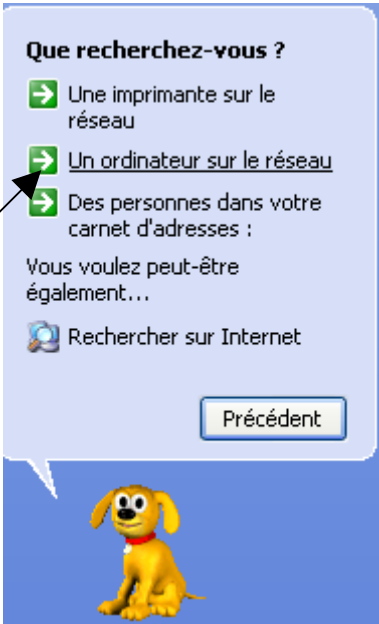 Que recherchez-vous ?
Une imprimante sur le
réseau
Un ordinateur sur le réseau
Des personnes dans votre
carnet d'adresses :
Vous voulez peut-être
également...
Rechercher sur Internet
Précédent